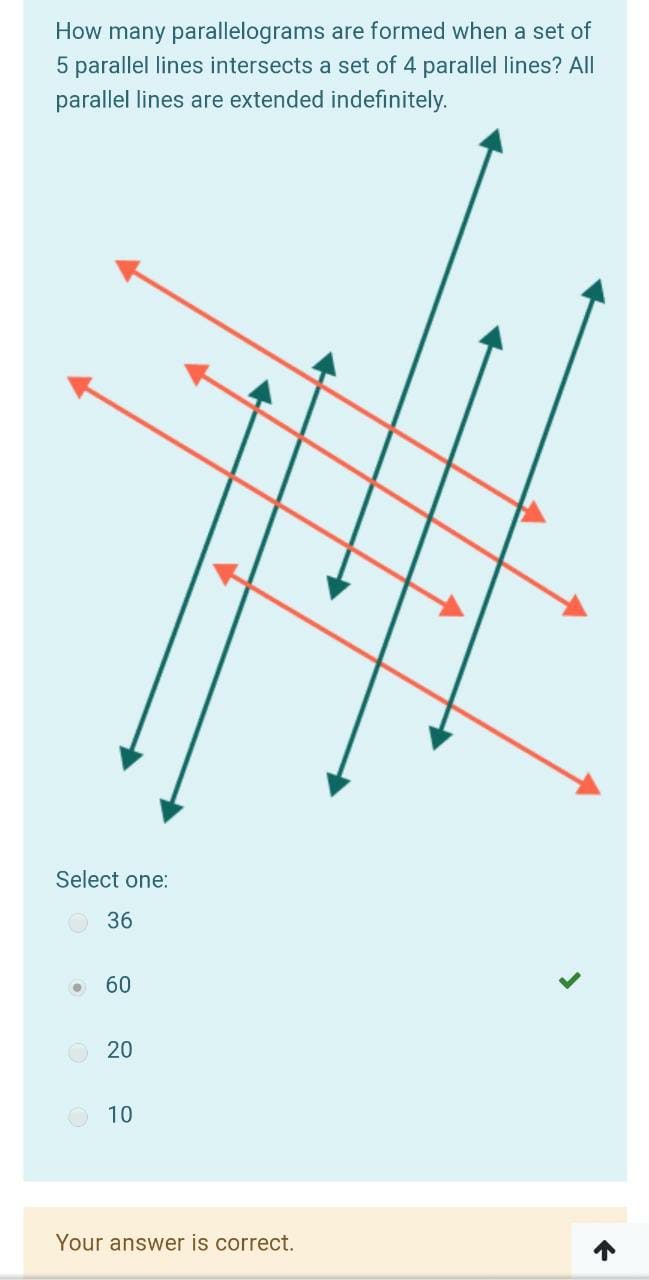 How many parallelograms are formed when a set of
5 parallel lines intersects a set of 4 parallel lines? All
parallel lines are extended indefinitely.
Select one:
36
60
20
10
Your answer is correct.